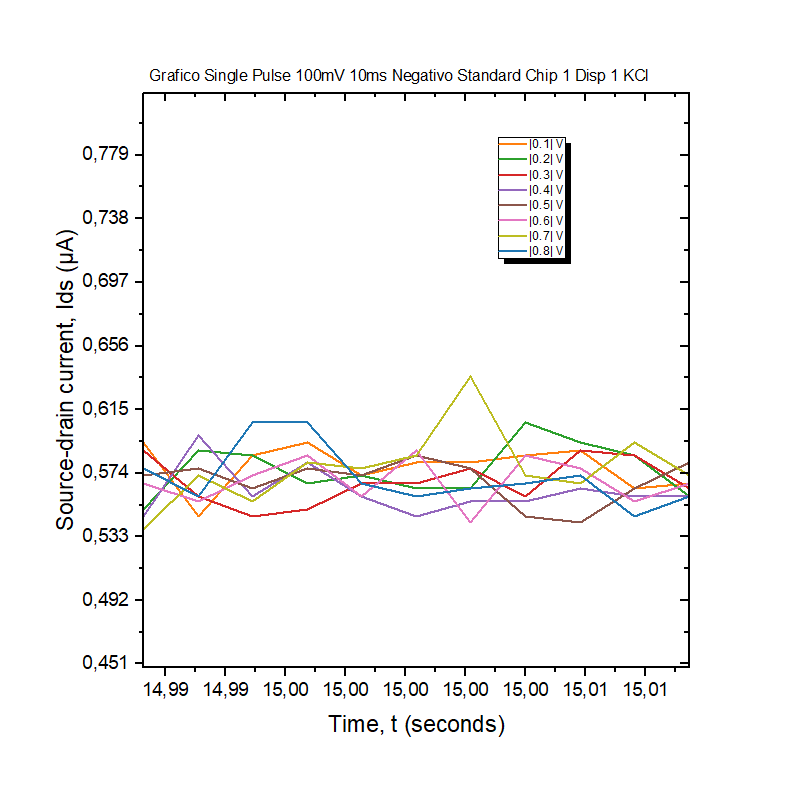 Grafico Single Pulse 100mV 10ms Negativo Standard Chip 1 Disp 1 KCl
|0.1| V
|0.2| V
|0.3| V
|0.4| V
|0.5| V
|0.6| V
|0.7| V
|0.8| V
0,779
0,738
0,697
0,656
0,615
0,574
0,533
0,492
0,451
Source-drain current, Ids (μA)
14,99 14,99 15,00 15,00 15,00 15,00 15,00 15,01 15,01
Time, t (seconds)